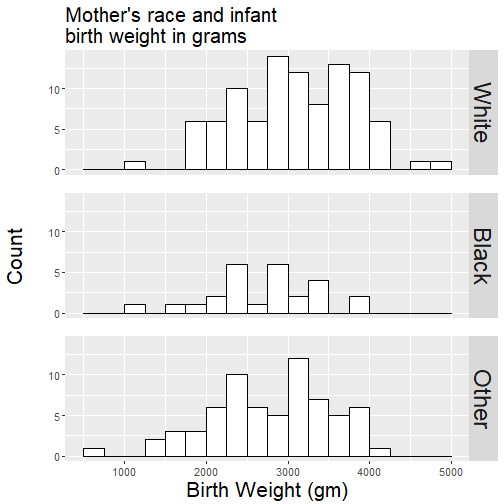 Mother's race and infant
birth weight in grams
10
5
0
White
10
5
0
Black
10
5
0
Other
Count
1000 2000 3000 4000 5000
Birth Weight (gm)